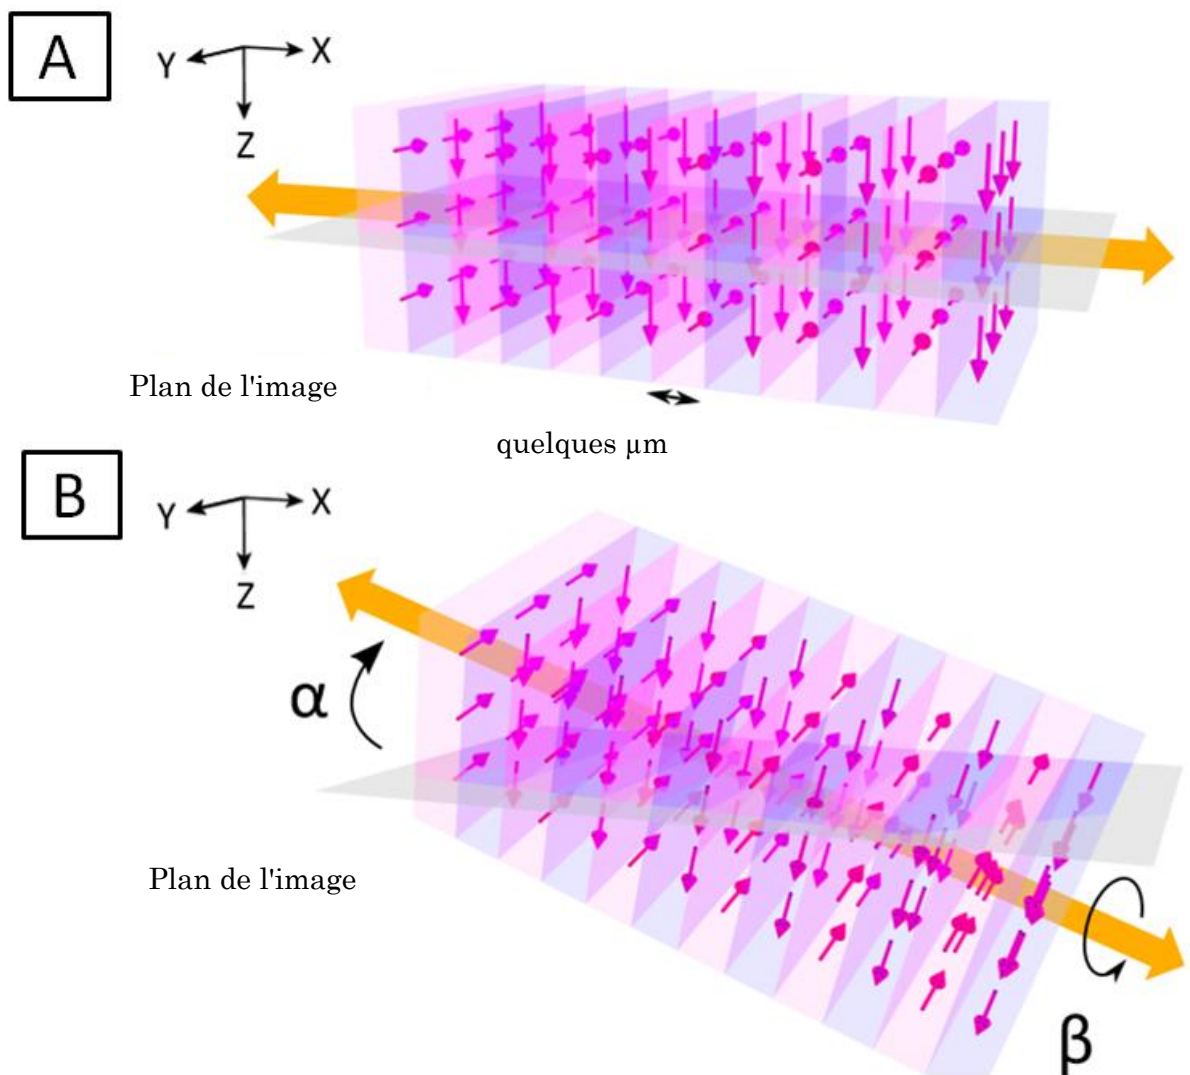 A
Y
X
Z
Plan de l'image
quelques µm
B
Y
X
Z
α
Plan de l'image
β